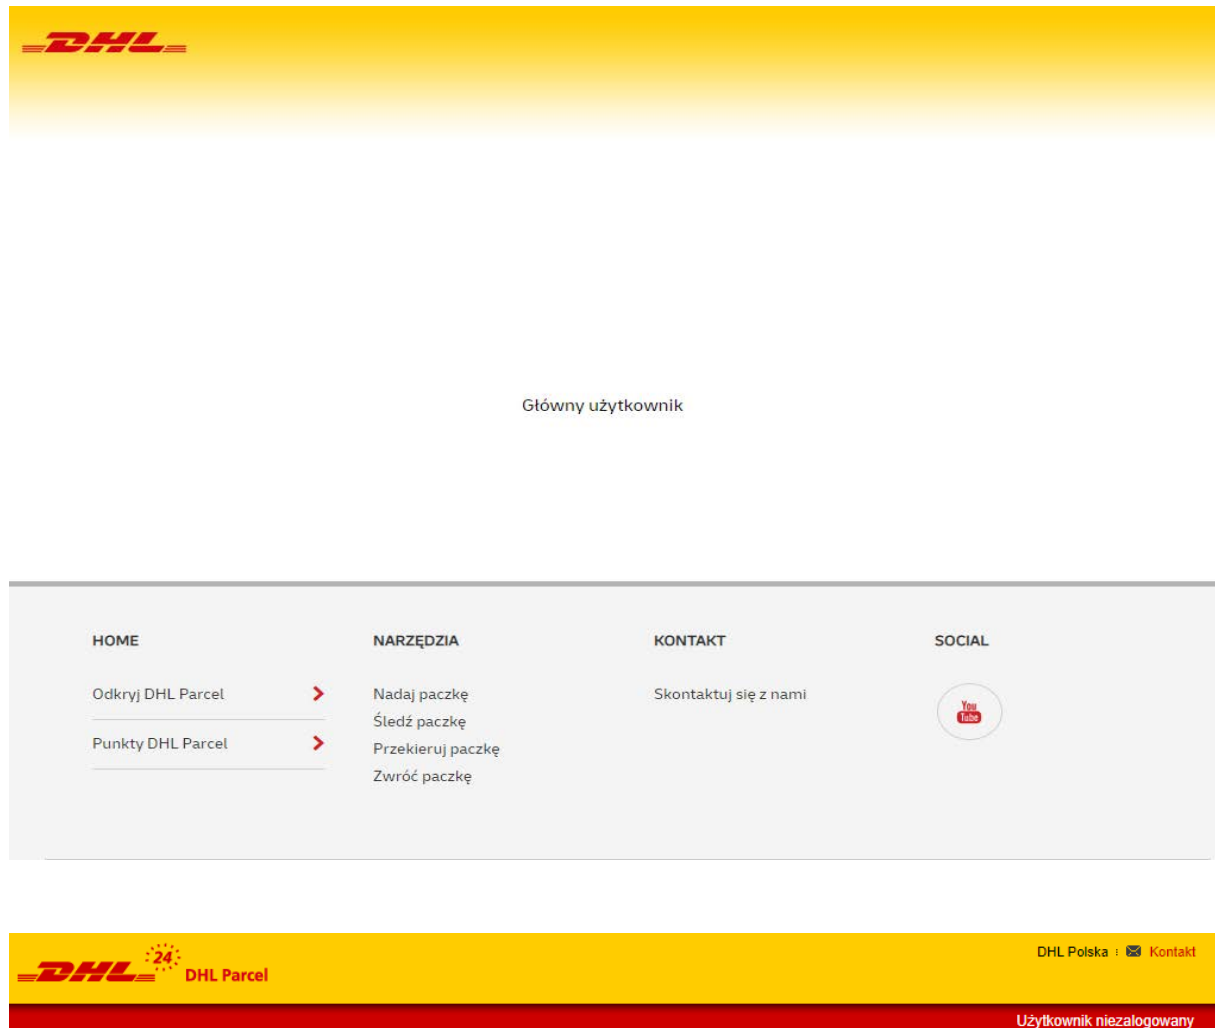 DHL
Główny użytkownik
HOME
Odkryj DHL Parcel
Punkty DHL Parcel
NARZĘDZIA
Nadaj paczkę
Śledź paczkę
Przekieruj paczkę
Zwróć paczkę
KONTAKT
Skontaktuj się z nami
SOCIAL
You
Tube
DHL 24 DHL Parcel
DHL Polska Kontakt
Użytkownik niezalogowany